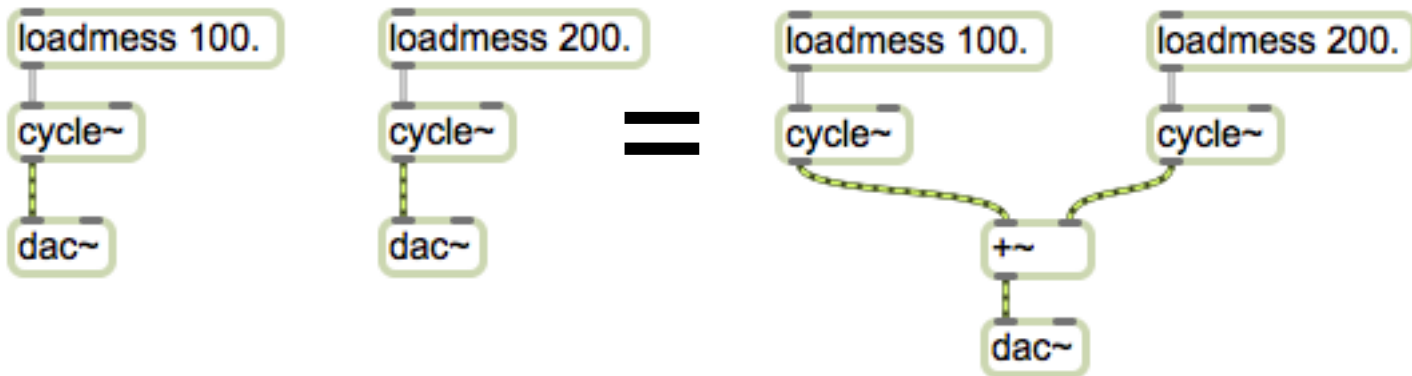 loadmess 100.
loadmess 200.
=
loadmess 100.
loadmess 200.
cycle~
cycle~
cycle~
cycle~
dac~
dac~
+~
dac~